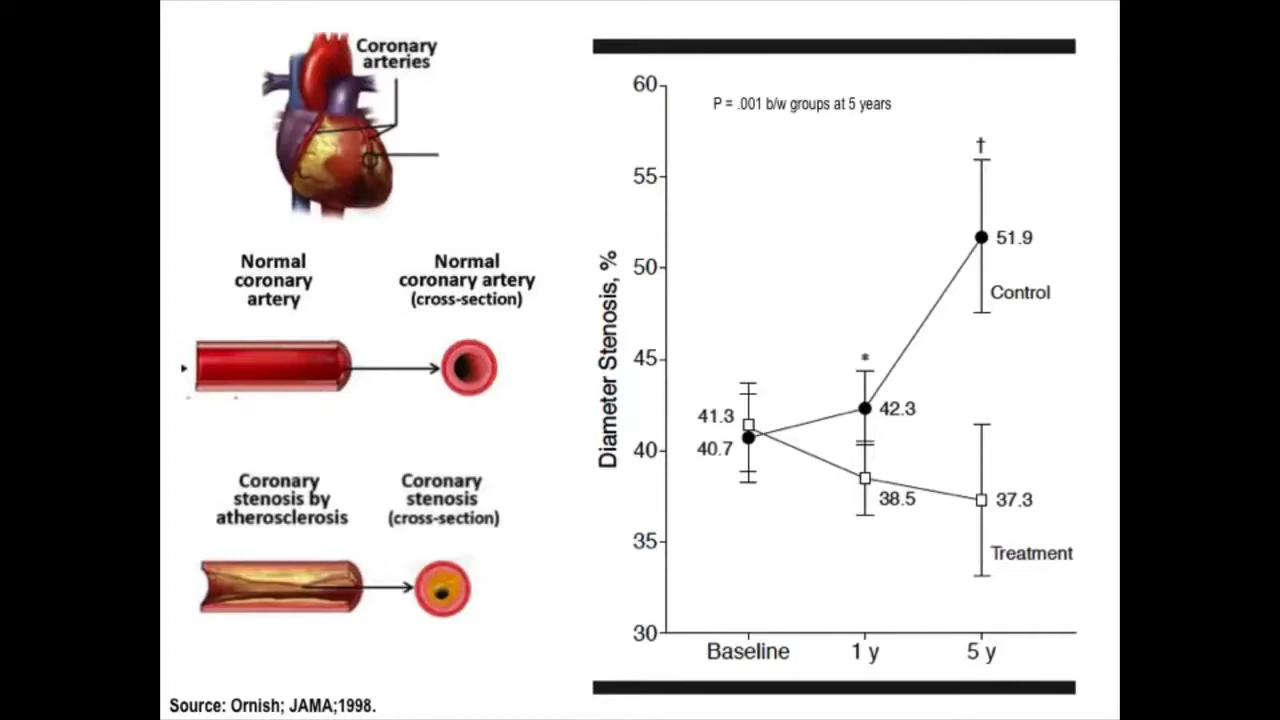 Coronary
arteries
Normal
coronary
artery
Normal
coronary artery
(cross-section)
Coronary
stenosis by
atherosclerosis
Coronary
stenosis
(cross-section)
Source: Ornish; JAMA;1998.
P = .001 b/w groups at 5 years
Diameter Stenosis, %
60
55
50
45
40
35
30
41.3
40.7
*
42.3
38.5
†
51.9
Control
37.3
Treatment
Baseline
1 y
5 y